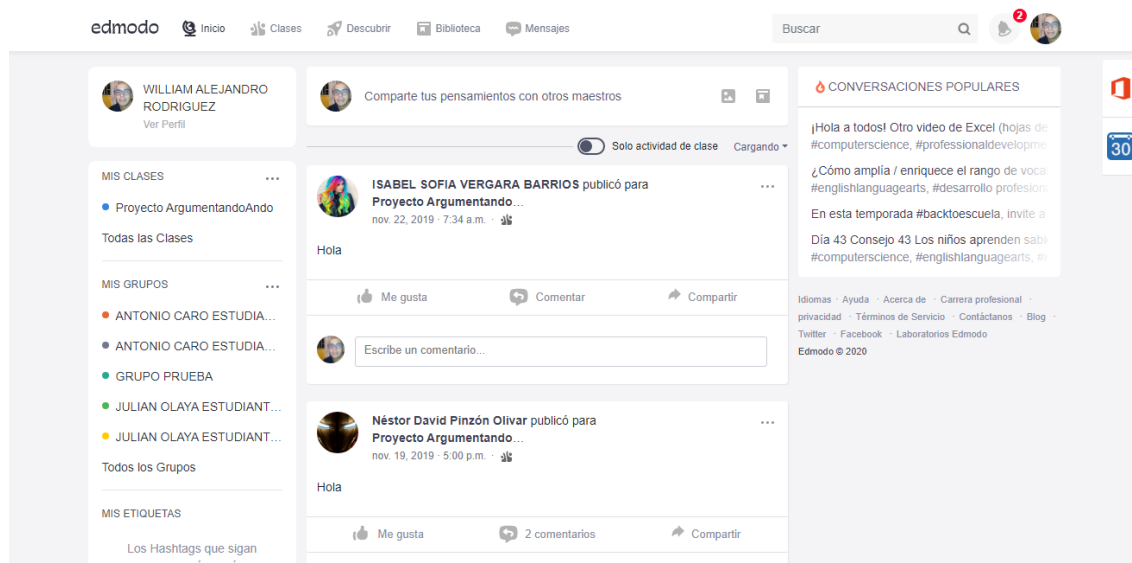 edmodo
Inicio
Clases
Descubrir
Biblioteca
Mensajes
Buscar
2
WILLIAM ALEJANDRO
RODRIGUEZ
Ver Perfil
MIS CLASES
Proyecto ArgumentandoAndo
Todas las Clases
MIS GRUPOS
ANTONIO CARO ESTUDIA...
ANTONIO CARO ESTUDIA...
GRUPO PRUEBA
JULIAN OLAYA ESTUDIANT...
JULIAN OLAYA ESTUDIANT...
Todos los Grupos
MIS ETIQUETAS
Los Hashtags que sigan
Comparte tus pensamientos con otros maestros
Solo actividad de clase
Cargando
ISABEL SOFIA VERGARA BARRIOS publicó para
Proyecto Argumentando...
nov. 22, 2019 · 7:34 a.m. ·
Hola
Me gusta
Comentar
Compartir
Escribe un comentario...
Néstor David Pinzón Olivar publicó para
Proyecto Argumentando...
nov. 19, 2019 · 5:00 p.m. ·
Hola
Me gusta
2 comentarios
Compartir
CONVERSACIONES POPULARES
¡Hola a todos! Otro video de Excel (hojas de
#computerscience, #professionaldevelopme
¿Cómo amplía / enriquece el rango de voca
#englishlanguagearts, #desarrollo profesion
En esta temporada #backtoescuela, invite a
Día 43 Consejo 43 Los niños aprenden sab
#computerscience, #englishlanguagearts,
Idiomas · Ayuda · Acerca de · Carrera profesional ·
privacidad · Términos de Servicio · Contáctanos · Blog ·
Twitter · Facebook · Laboratorios Edmodo
Edmodo © 2020
30